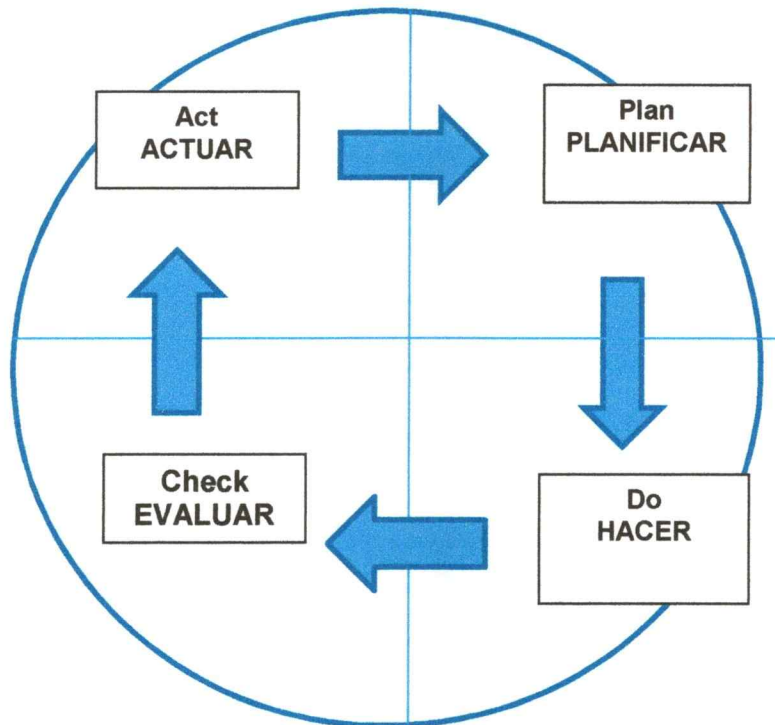 Act
ACTUAR
Plan
PLANIFICAR
Check
EVALUAR
Do
HACER